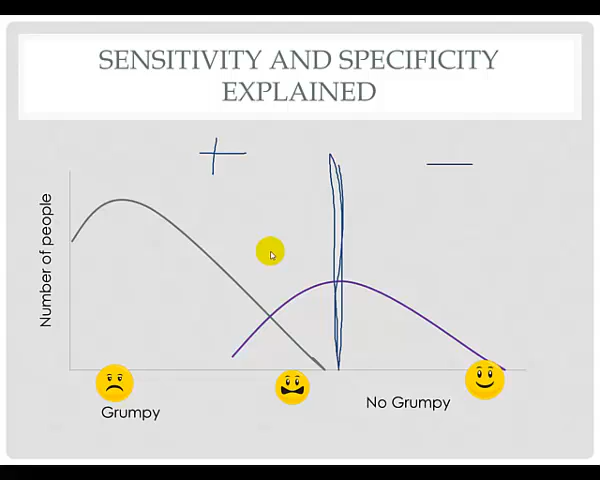 SENSITIVITY AND SPECIFICITY
EXPLAINED
+
—
Number of people
No Grumpy
Grumpy